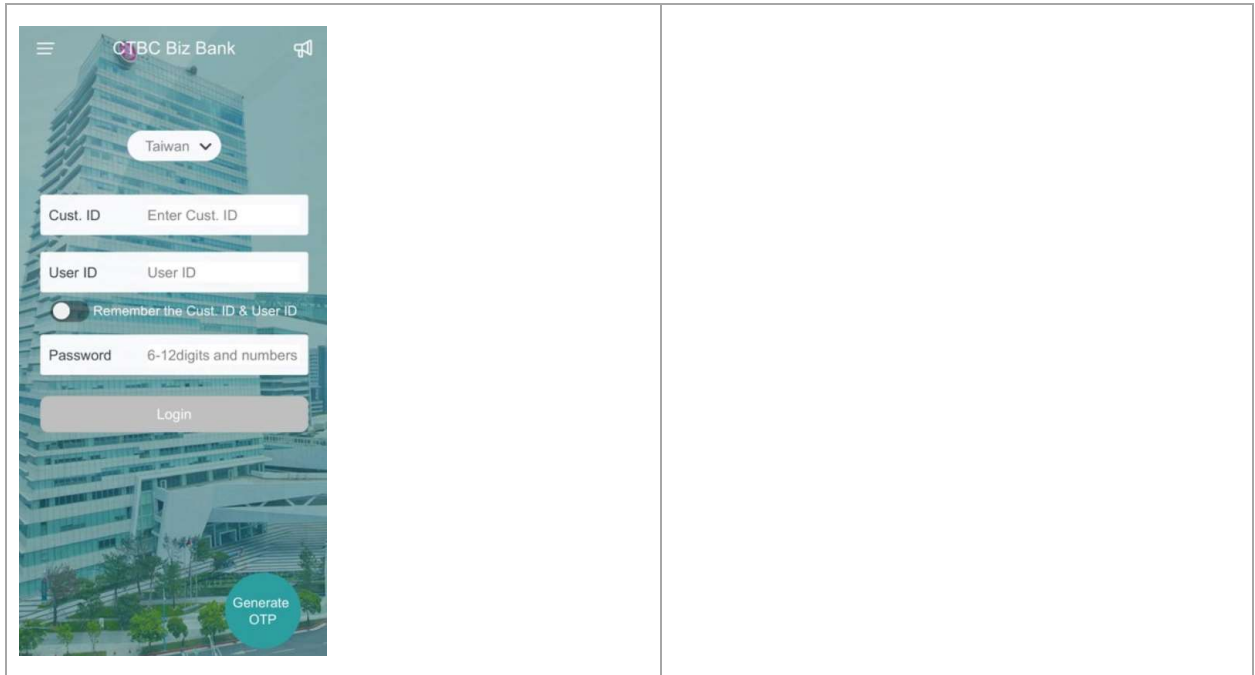 CTBC Biz Bank
Taiwan
Cust. ID Enter Cust. ID
User ID User ID
Remember the Cust. ID & User ID
Password 6-12digits and numbers
Login
Generate
OTP